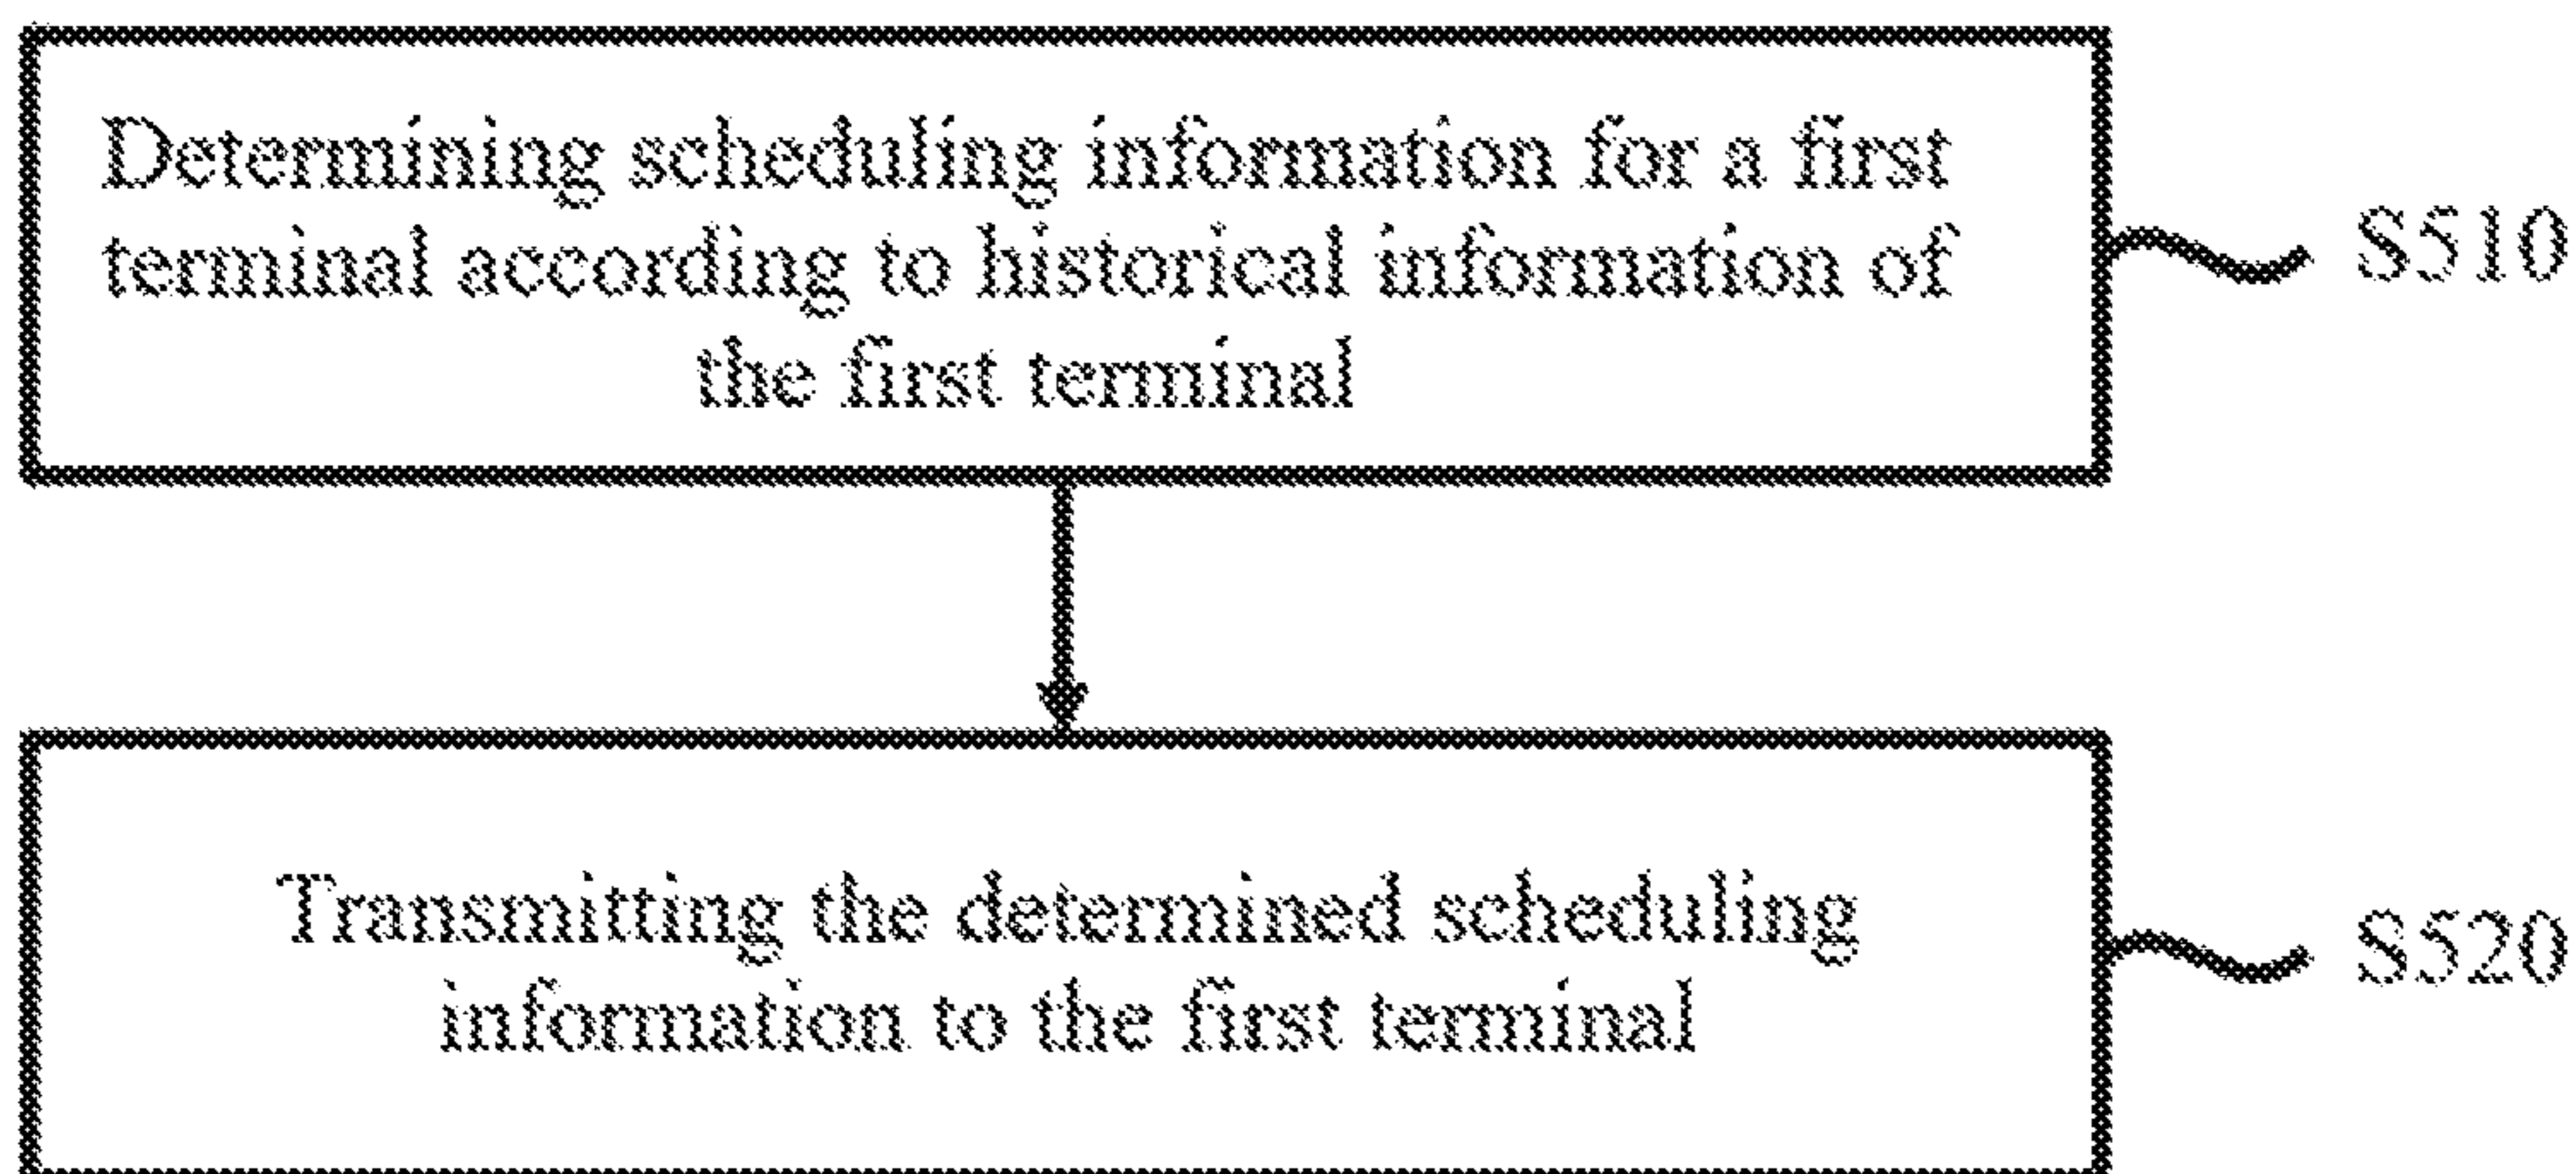 Determining scheduling information for a first
terminal according to historical information of
the first terminal
S510
Transmitting the determined scheduling
information to the first terminal
S520